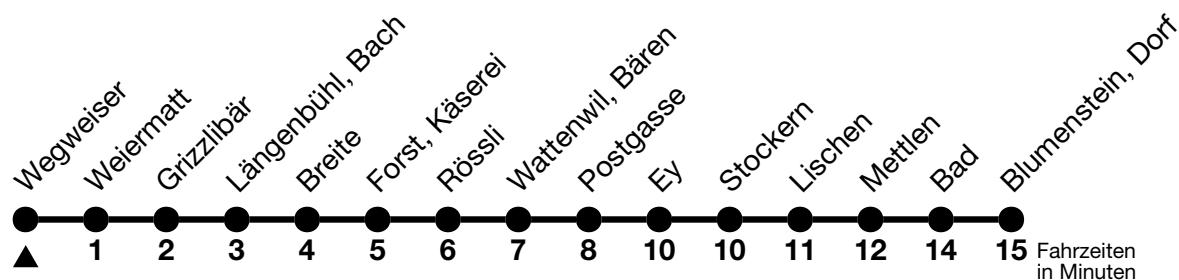 Wegweiser
Weiermatt
Grizzlibär
Längenbühl, Bach
Breite
Forst, Käserei
Rössli
Wattenwil, Bären
Postgasse
Ey
Stockern
Lischen
Mettlen
Bad
Blumenstein, Dorf
1 2 3 4 5 6 7 8 10 10 11 12 14 15 Fahrzeiten
in Minuten